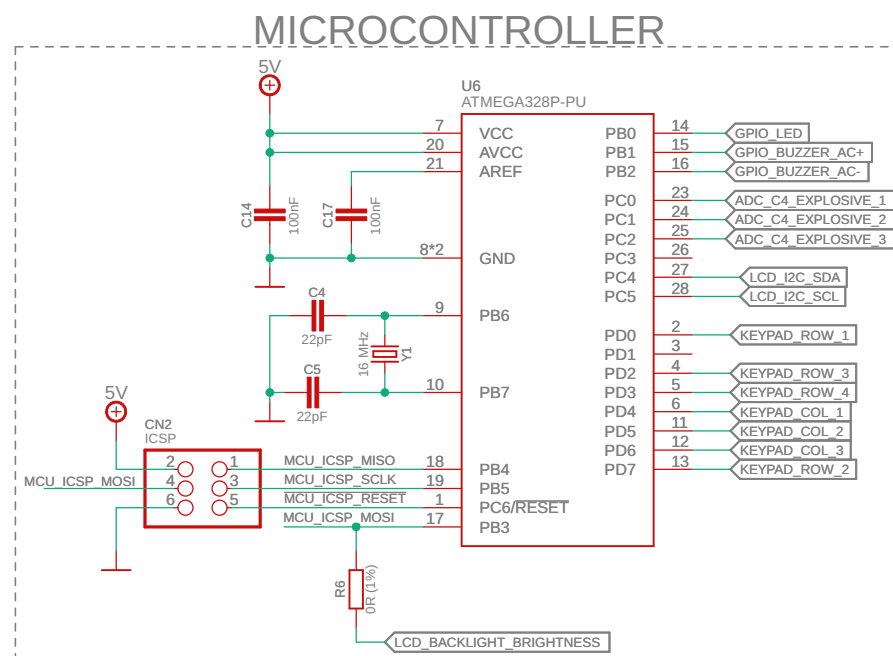 MICROCONTROLLER
5V
U6
ATMEGA328P-PU
7 VCC
20 AVCC
21 AREF
8*2 GND
9 PB6
10 PB7
18 PB4
19 PB5
1 PC6/RESET
17 PB3
PB0 14 GPIO_LED
PB1 15 GPIO_BUZZER_AC+
PB2 16 GPIO_BUZZER_AC-
PC0 23 ADC_C4_EXPLOSIVE_1
PC1 24 ADC_C4_EXPLOSIVE_2
PC2 25 ADC_C4_EXPLOSIVE_3
PC3 26
PC4 27 LCD_I2C_SDA
PC5 28 LCD_I2C_SCL
PD0 2 KEYPAD_ROW_1
PD1 3
PD2 4 KEYPAD_ROW_3
PD3 5 KEYPAD_ROW_4
PD4 6 KEYPAD_COL_1
PD5 11 KEYPAD_COL_2
PD6 12 KEYPAD_COL_3
PD7 13 KEYPAD_ROW_2
C14
100nF
C17
100nF
C4
22pF
16 MHz
Y1
C5
22pF
5V
CN2
ICSP
2 1 MCU_ICSP_MISO
MCU_ICSP_MOSI 4 3 MCU_ICSP_SCLK
6 5 MCU_ICSP_RESET
MCU_ICSP_MOSI
R6
0R (1%)
LCD_BACKLIGHT_BRIGHTNESS